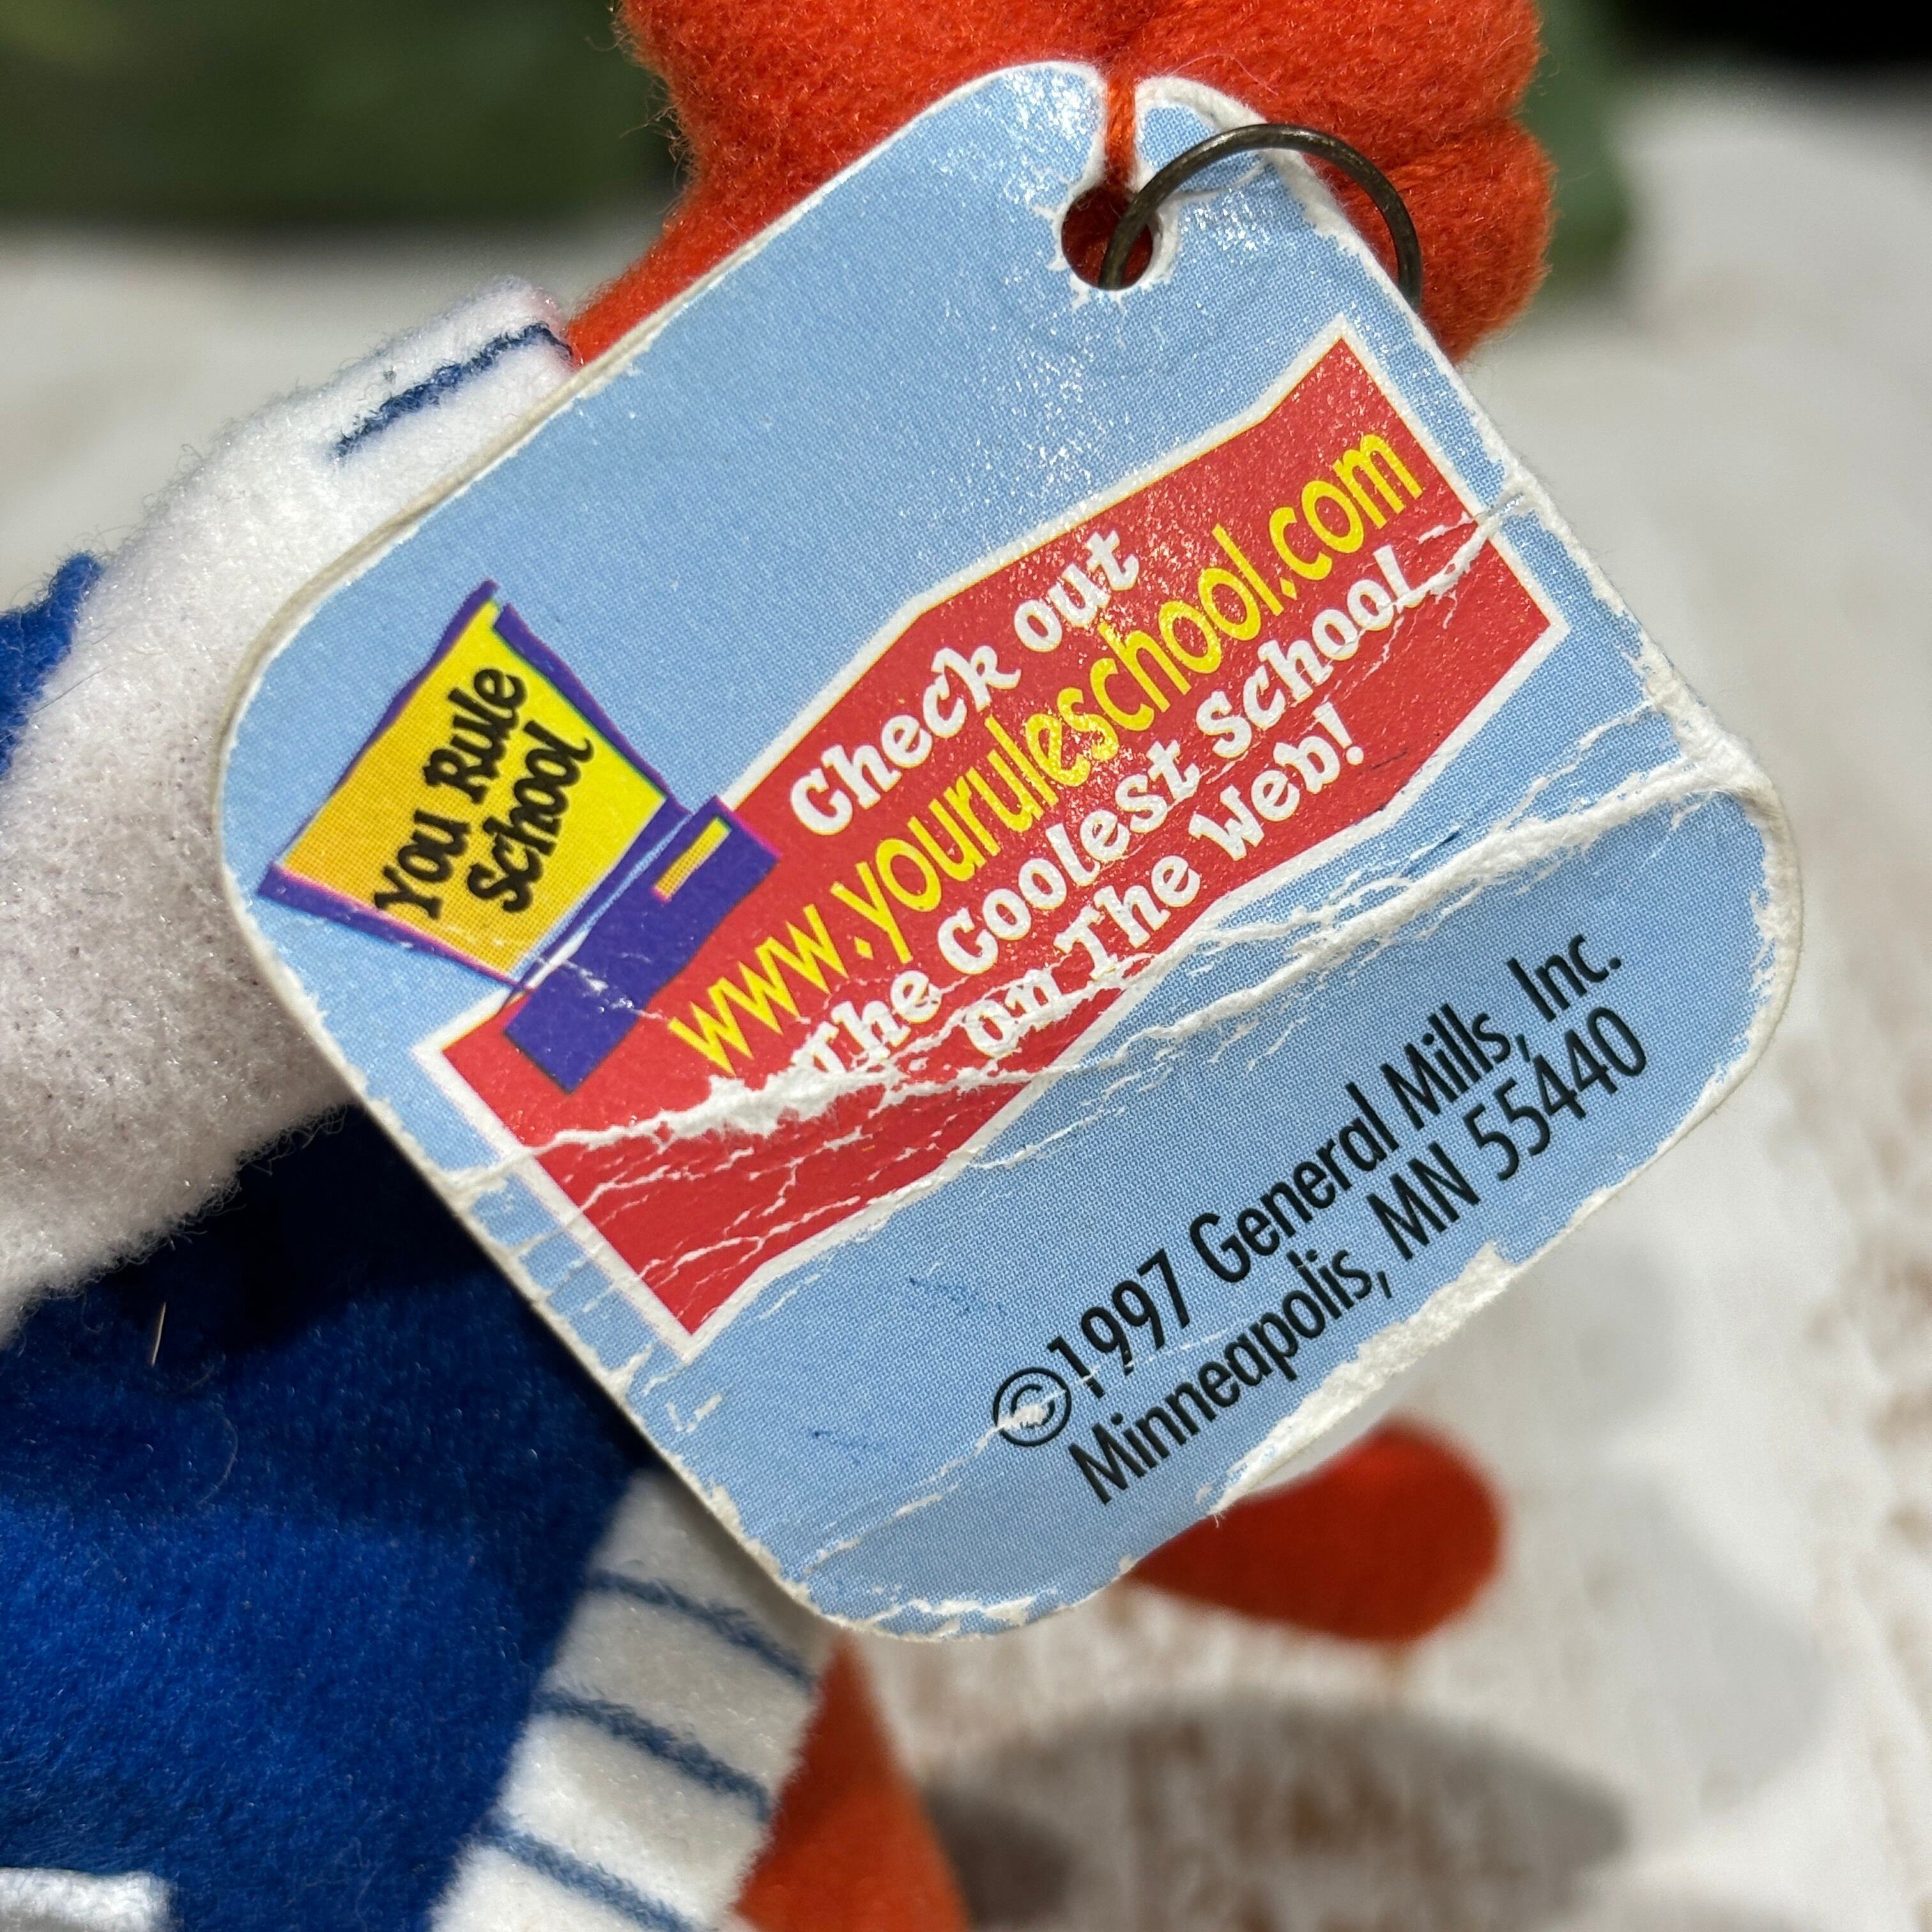 You Rule
School
Check out
www.youruleschool.com
The Coolest School
on The Web!
©1997 General Mills, Inc.
Minneapolis, MN 55440